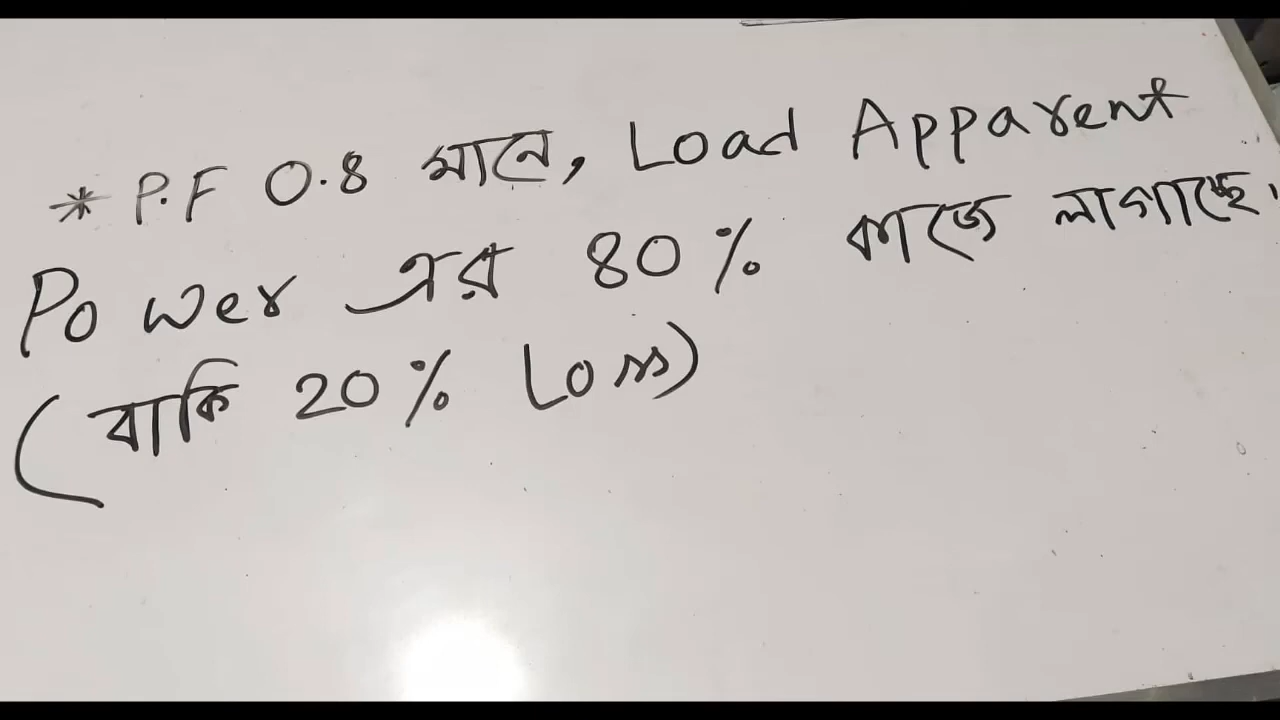 * P.F 0.8 মানে, Load Apparent
Power এর 80% কাজে লাগাচ্ছে।
(বাকি 20% Loss)